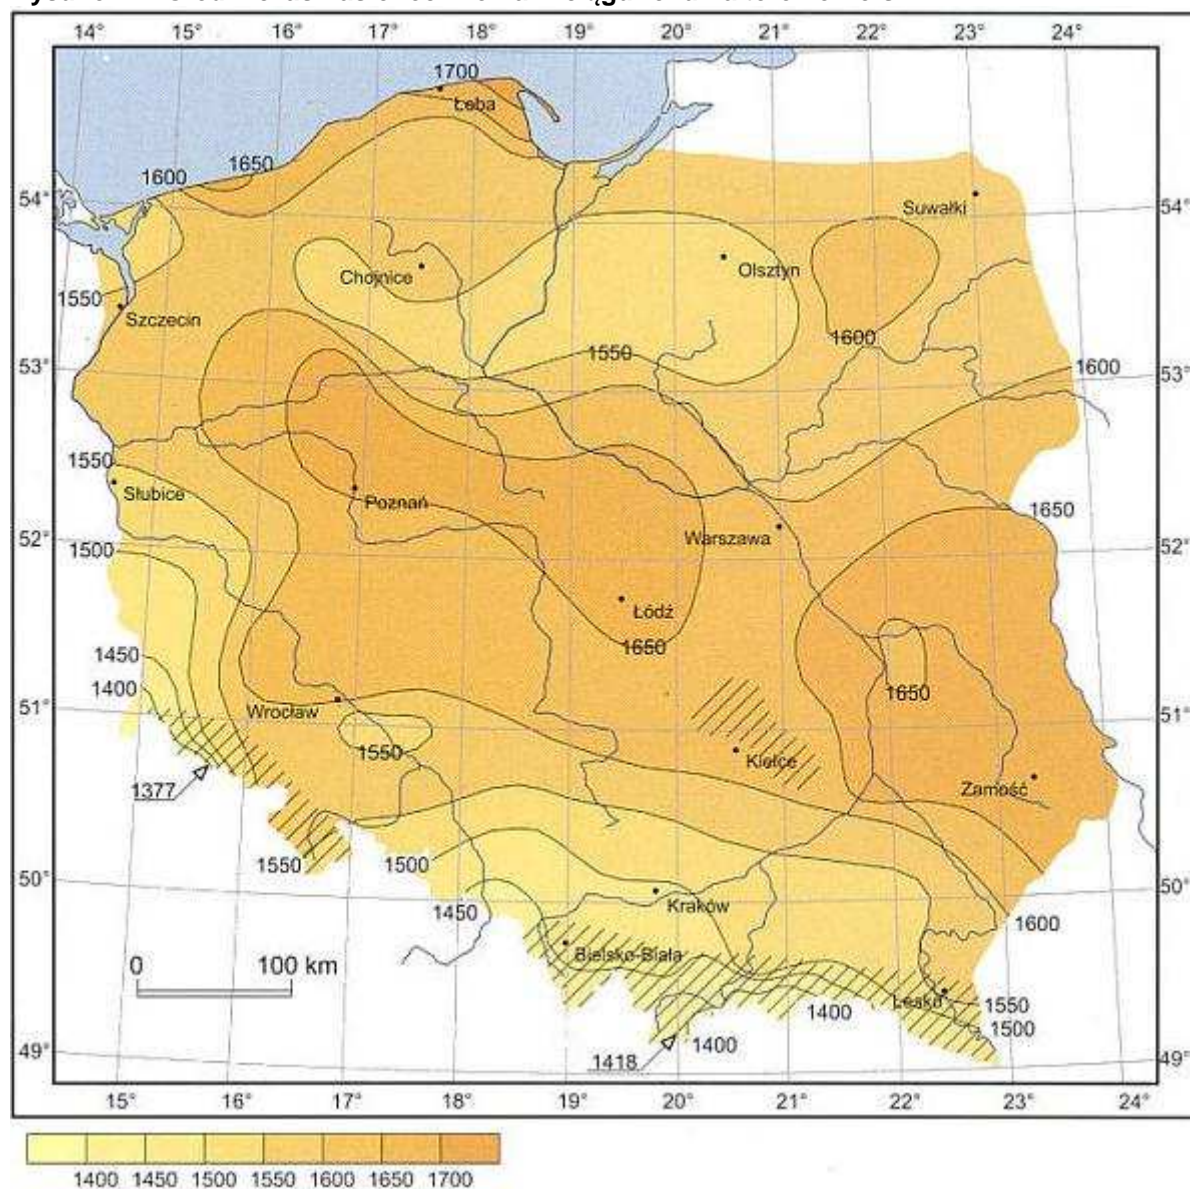 14° 15° 16° 17° 18° 19° 20° 21° 22° 23° 24°
1700
Łeba
1600 1650
54° 54°
Suwałki
Chojnice
Olsztyn
1550
Szczecin
1600
1550
53° 1600 53°
1550
Słubice
Poznań
1650
Warszawa
52° 52°
1500
Łódź
1650
1450
1400
1650
51° 51°
Wrocław
1550
Kielce
1377
Zamość
1550 1500
50° 50°
1450
Kraków
1600
0 100 km
Bielsko-Biała
Lesko
1550
1400
1500
49° 49°
1418 1400
15° 16° 17° 18° 19° 20° 21° 22° 23° 24°
1400 1450 1500 1550 1600 1650 1700